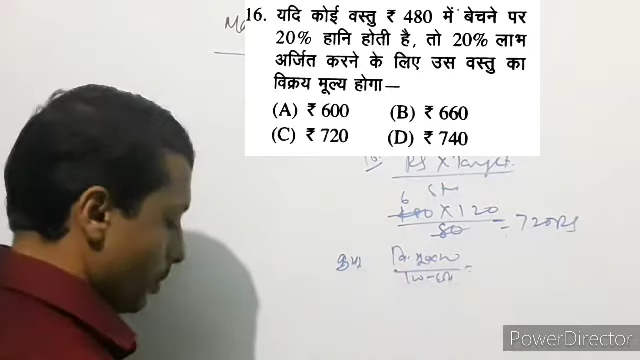 16. यदि कोई वस्तु ₹ 480 में बेचने पर
20% हानि होती है, तो 20% लाभ
अर्जित करने के लिए उस वस्तु का
विक्रय मूल्य होगा—
(A) ₹ 600 (B) ₹ 660
(C) ₹ 720 (D) ₹ 740
480 X 120
80
= 720RS
PowerDirector